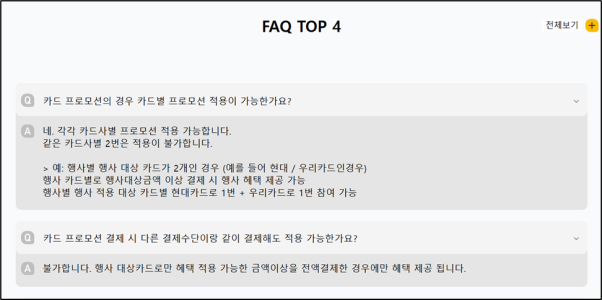 FAQ TOP 4
전체보기 +
Q 카드 프로모션의 경우 카드별 프로모션 적용이 가능한가요?
A 네. 각각 카드사별 프로모션 적용 가능합니다.
같은 카드사별 2번은 적용이 불가합니다.
> 예: 행사별 행사 대상 카드가 2개인 경우 (예를 들어 현대 / 우리카드인경우)
행사 카드별로 행사대상금액 이상 결제 시 행사 혜택 제공 가능
행사별 행사 적용 대상 카드별 현대카드로 1번 + 우리카드로 1번 참여 가능
Q 카드 프로모션 결제 시 다른 결제수단이랑 같이 결제해도 적용 가능한가요?
A 불가합니다. 행사 대상카드로만 혜택 적용 가능한 금액이상을 전액결제한 경우에만 혜택 제공 됩니다.